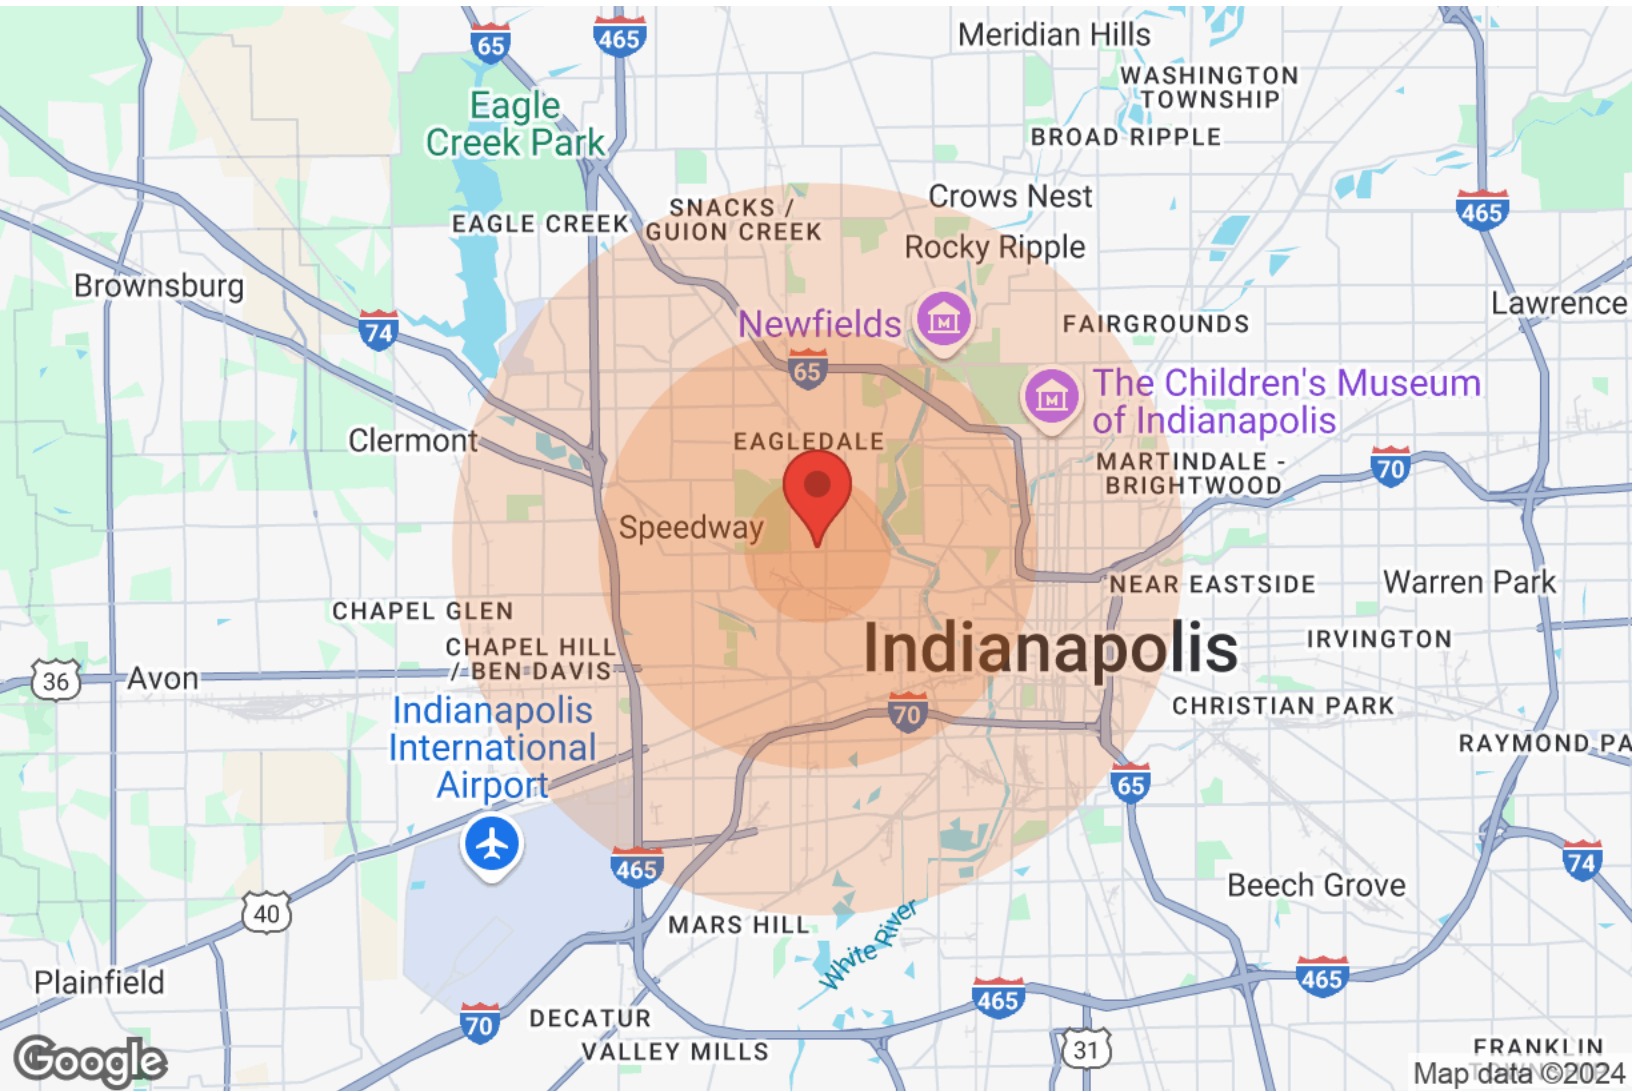 65
465
Meridian Hills
WASHINGTON
TOWNSHIP
Eagle
Creek Park
BROAD RIPPLE
Crows Nest
465
SNACKS /
GUION CREEK
EAGLE CREEK
Rocky Ripple
Brownsburg
Lawrence
74
Newfields
FAIRGROUNDS
65
The Children's Museum
of Indianapolis
Clermont
EAGLEDALE
MARTINDALE -
BRIGHTWOOD
70
Speedway
NEAR EASTSIDE
Warren Park
CHAPEL GLEN
IRVINGTON
CHAPEL HILL
/ BEN DAVIS
Indianapolis
36
Avon
Indianapolis
International
Airport
70
CHRISTIAN PARK
RAYMOND PA
65
465
74
Beech Grove
40
MARS HILL
White River
Plainfield
465
465
70
DECATUR
VALLEY MILLS
31
FRANKLIN
Google
Map data ©2024